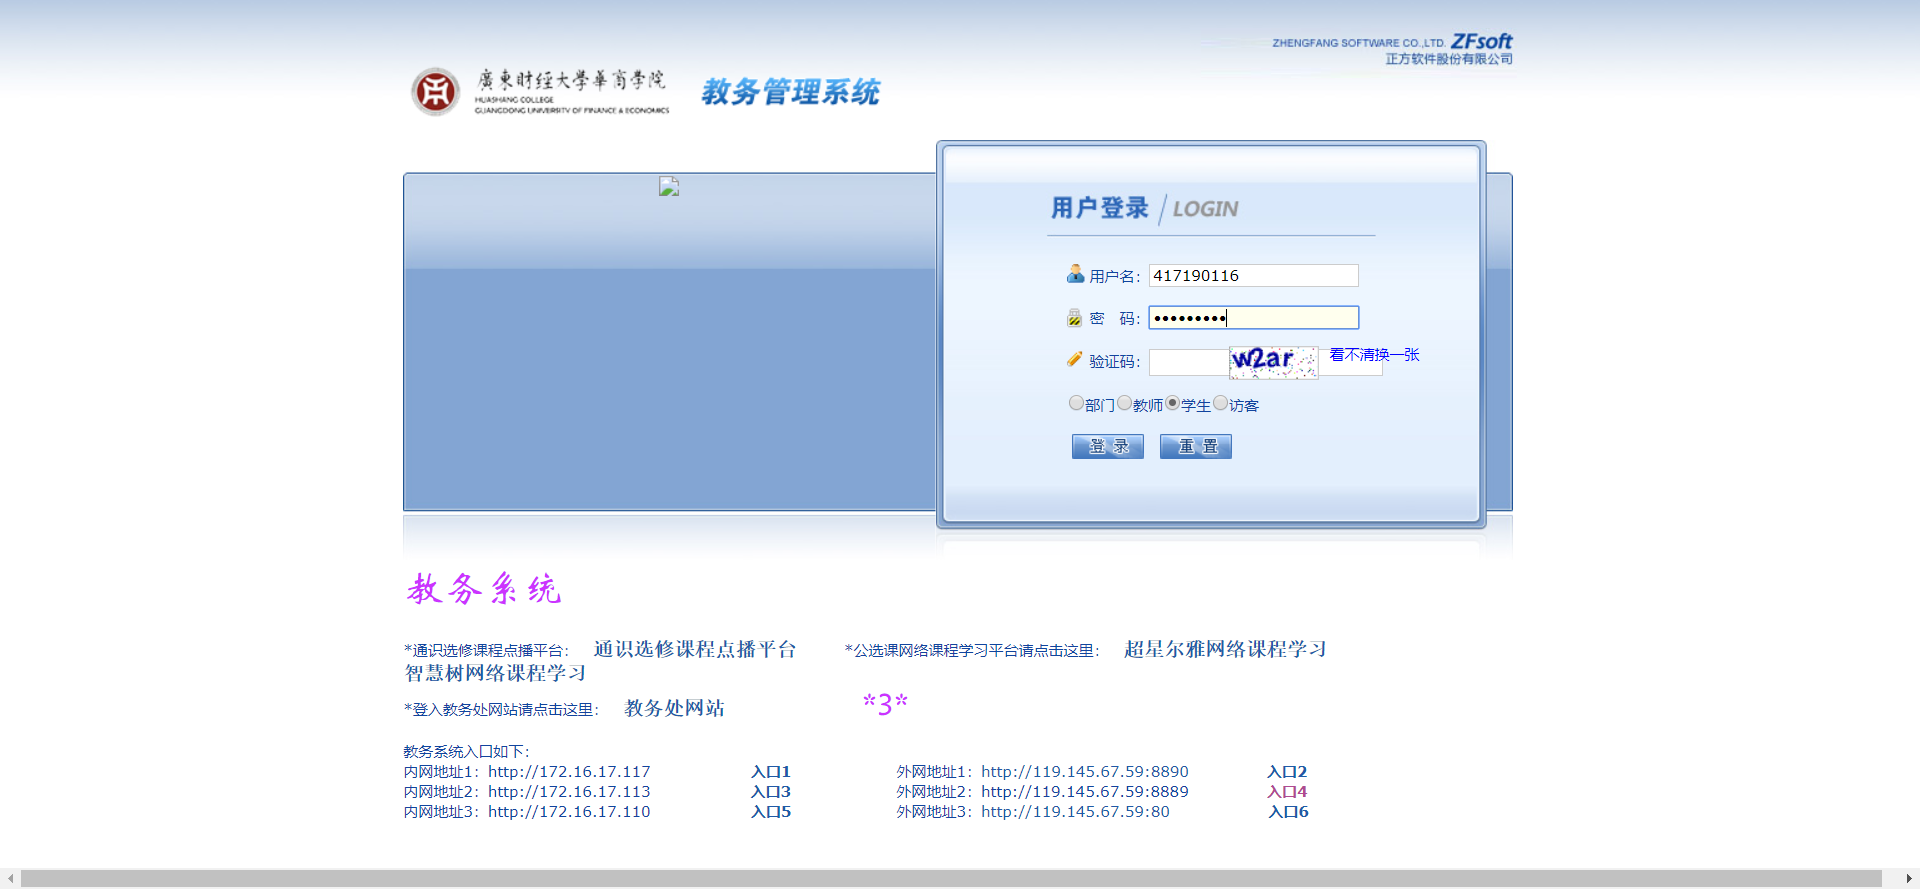 ZHENGFANG SOFTWARE CO.,LTD. ZFsoft
正方软件股份有限公司
廣東财经大学華商学院
HUASHANG COLLEGE
GUANGDONG UNIVERSITY OF FINANCE & ECONOMICS
教务管理系统
用户登录 / LOGIN
用户名： 417190116
密 码： •••••••••
验证码： w2ar 看不清换一张
部门 教师 学生 访客
登 录 重 置
教务系统
*通识选修课程点播平台： 通识选修课程点播平台 *公选课网络课程学习平台请点击这里： 超星尔雅网络课程学习
智慧树网络课程学习
*登入教务处网站请点击这里： 教务处网站 *3*
教务系统入口如下：
内网地址1：http://172.16.17.117 入口1 外网地址1：http://119.145.67.59:8890 入口2
内网地址2：http://172.16.17.113 入口3 外网地址2：http://119.145.67.59:8889 入口4
内网地址3：http://172.16.17.110 入口5 外网地址3：http://119.145.67.59:80 入口6